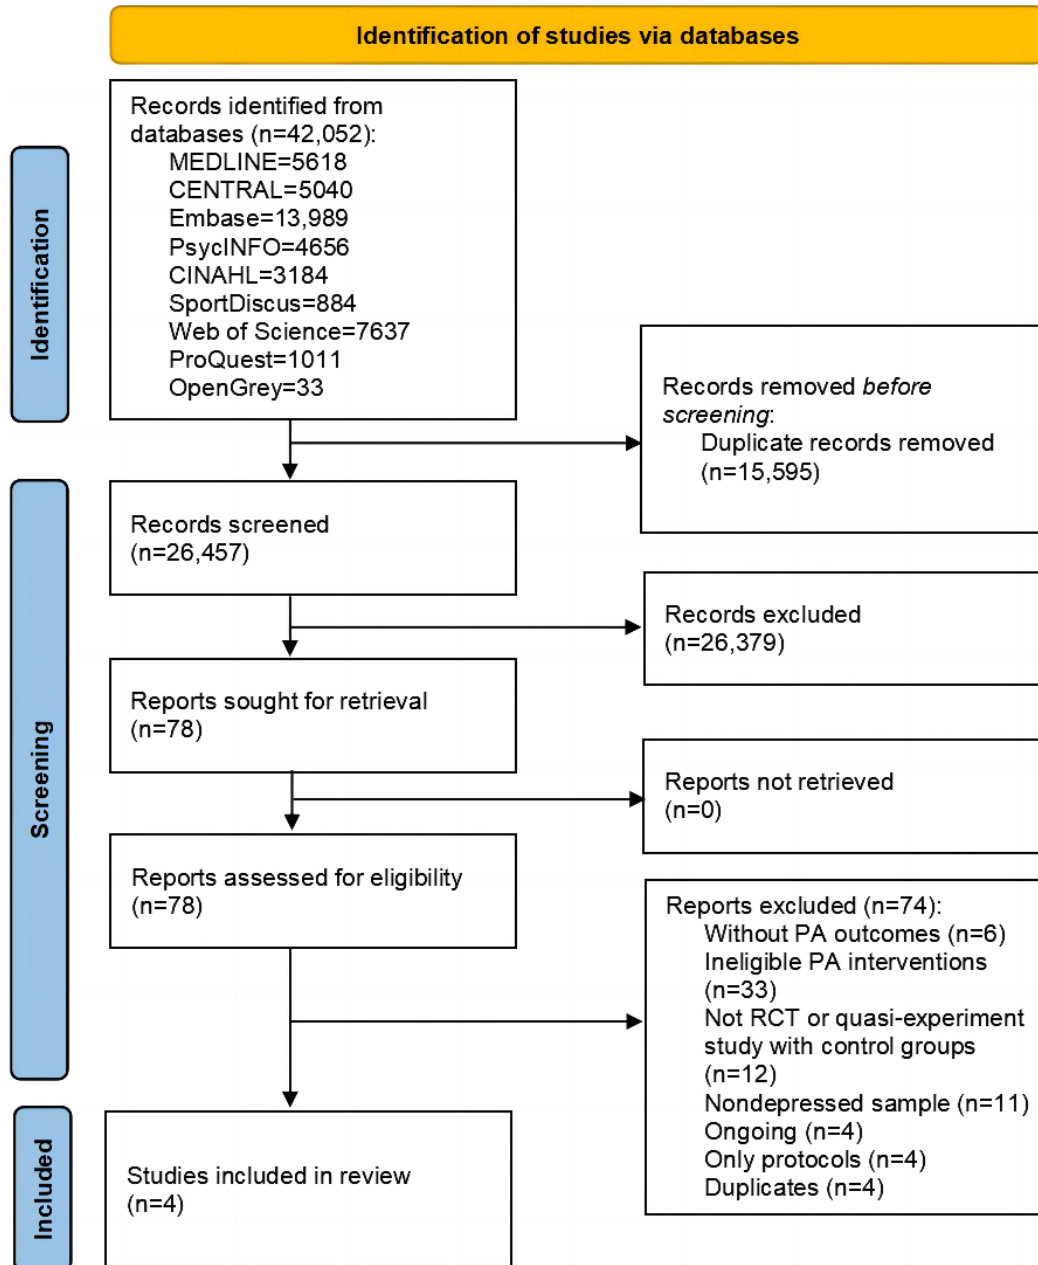 Identification of studies via databases
Identification
Records identified from
databases (n=42,052):
MEDLINE=5618
CENTRAL=5040
Embase=13,989
PsycINFO=4656
CINAHL=3184
SportDiscus=884
Web of Science=7637
ProQuest=1011
OpenGrey=33
Records removed before
screening:
Duplicate records removed
(n=15,595)
Screening
Records screened
(n=26,457)
Records excluded
(n=26,379)
Reports sought for retrieval
(n=78)
Reports not retrieved
(n=0)
Reports assessed for eligibility
(n=78)
Reports excluded (n=74):
Without PA outcomes (n=6)
Ineligible PA interventions
(n=33)
Not RCT or quasi-experiment
study with control groups
(n=12)
Nondepressed sample (n=11)
Ongoing (n=4)
Only protocols (n=4)
Duplicates (n=4)
Included
Studies included in review
(n=4)